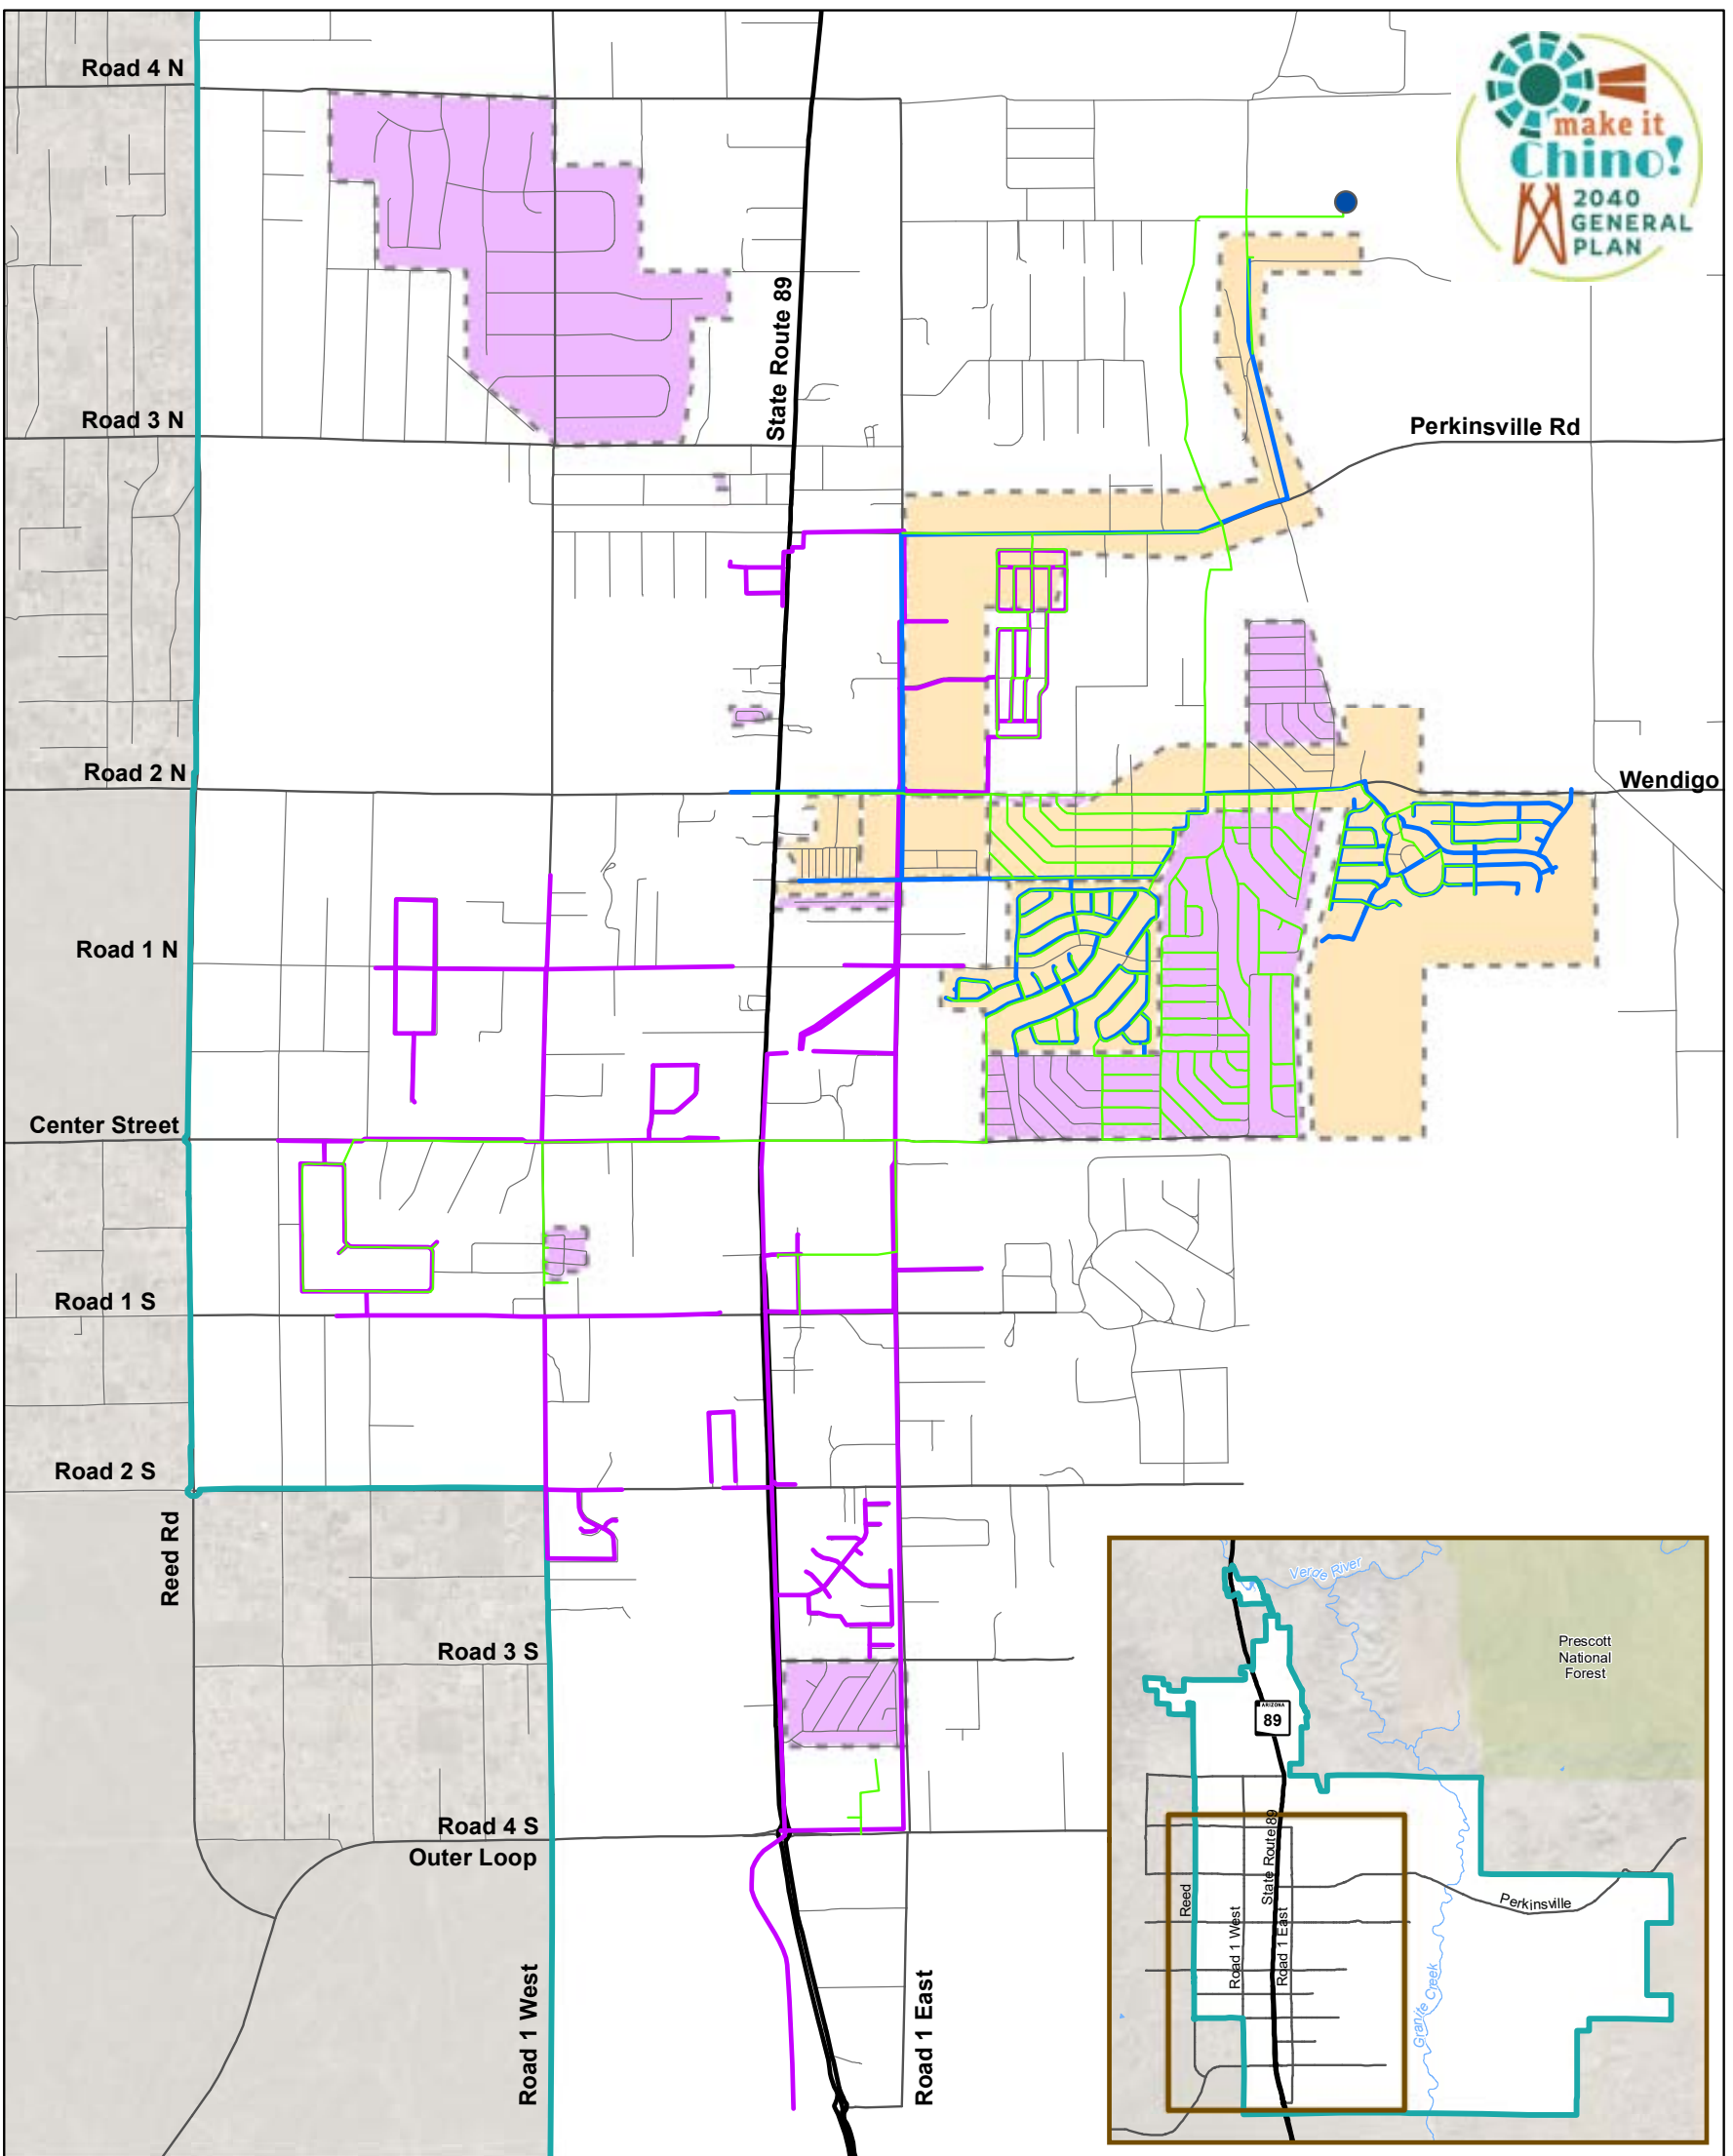 Road 4 N
make it
Chino!
2040
GENERAL
PLAN
State Route 89
Road 3 N
Perkinsville Rd
Road 2 N
Wendigo
Road 1 N
Center Street
Road 1 S
Road 2 S
Reed Rd
Road 3 S
Road 4 S
Outer Loop
Road 1 West
Road 1 East
Verde River
Prescott
National
Forest
ARIZONA
89
State Route 89
Reed
Road 1 West
Road 1 East
Perkinsville
Granite Creek